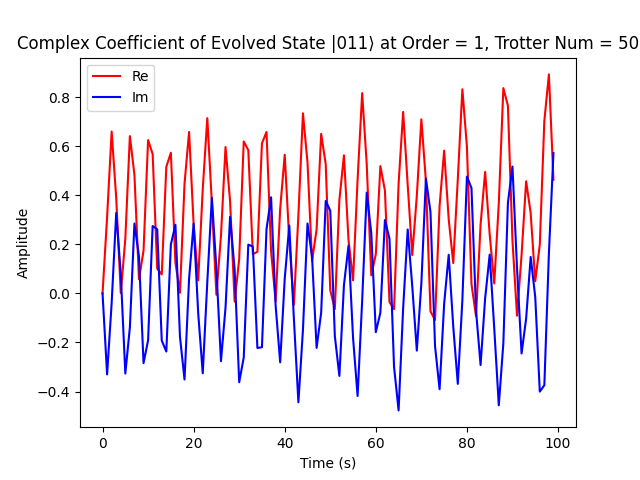 Complex Coefficient of Evolved State |011⟩ at Order = 1, Trotter Num = 50
Re
Im
0.8
0.6
0.4
0.2
0.0
−0.2
−0.4
Amplitude
0 20 40 60 80 100
Time (s)